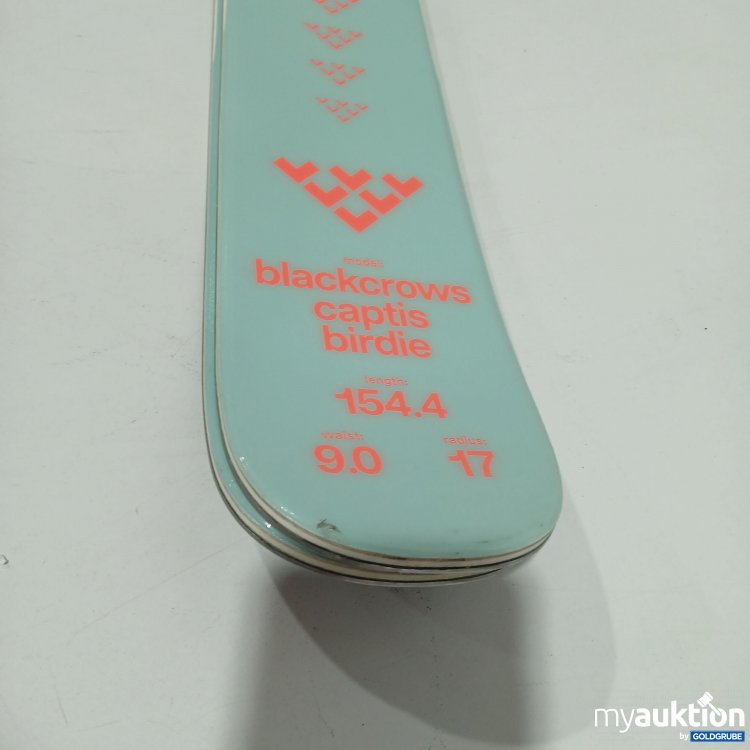 model:
blackcrows
captis
birdie
length:
154.4
waist: radius:
9.0 17
myauktion
by GOLDGRUBE